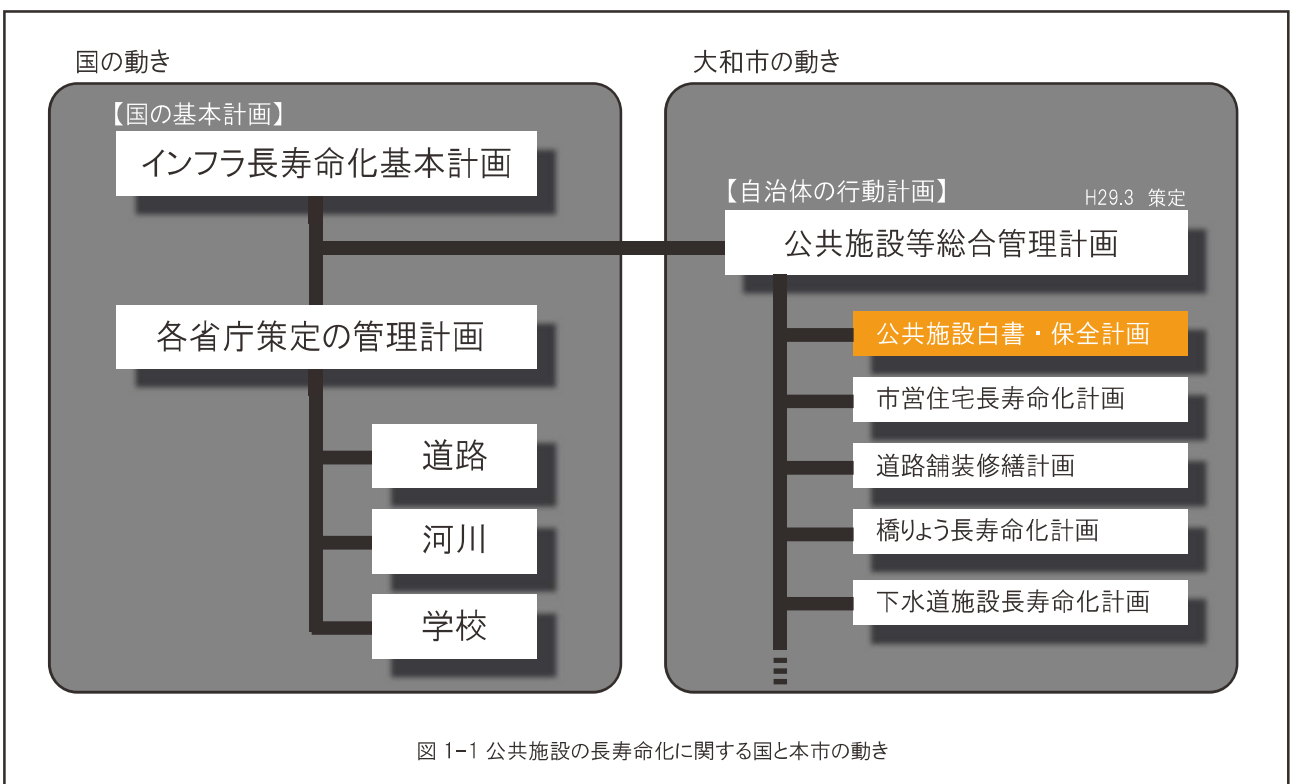 国の動き
【国の基本計画】
インフラ長寿命化基本計画
各省庁策定の管理計画
道路
河川
学校
大和市の動き
【自治体の行動計画】 H29.3 策定
公共施設等総合管理計画
公共施設白書・保全計画
市営住宅長寿命化計画
道路舗装修繕計画
橋りょう長寿命化計画
下水道施設長寿命化計画
図 1-1 公共施設の長寿命化に関する国と本市の動き